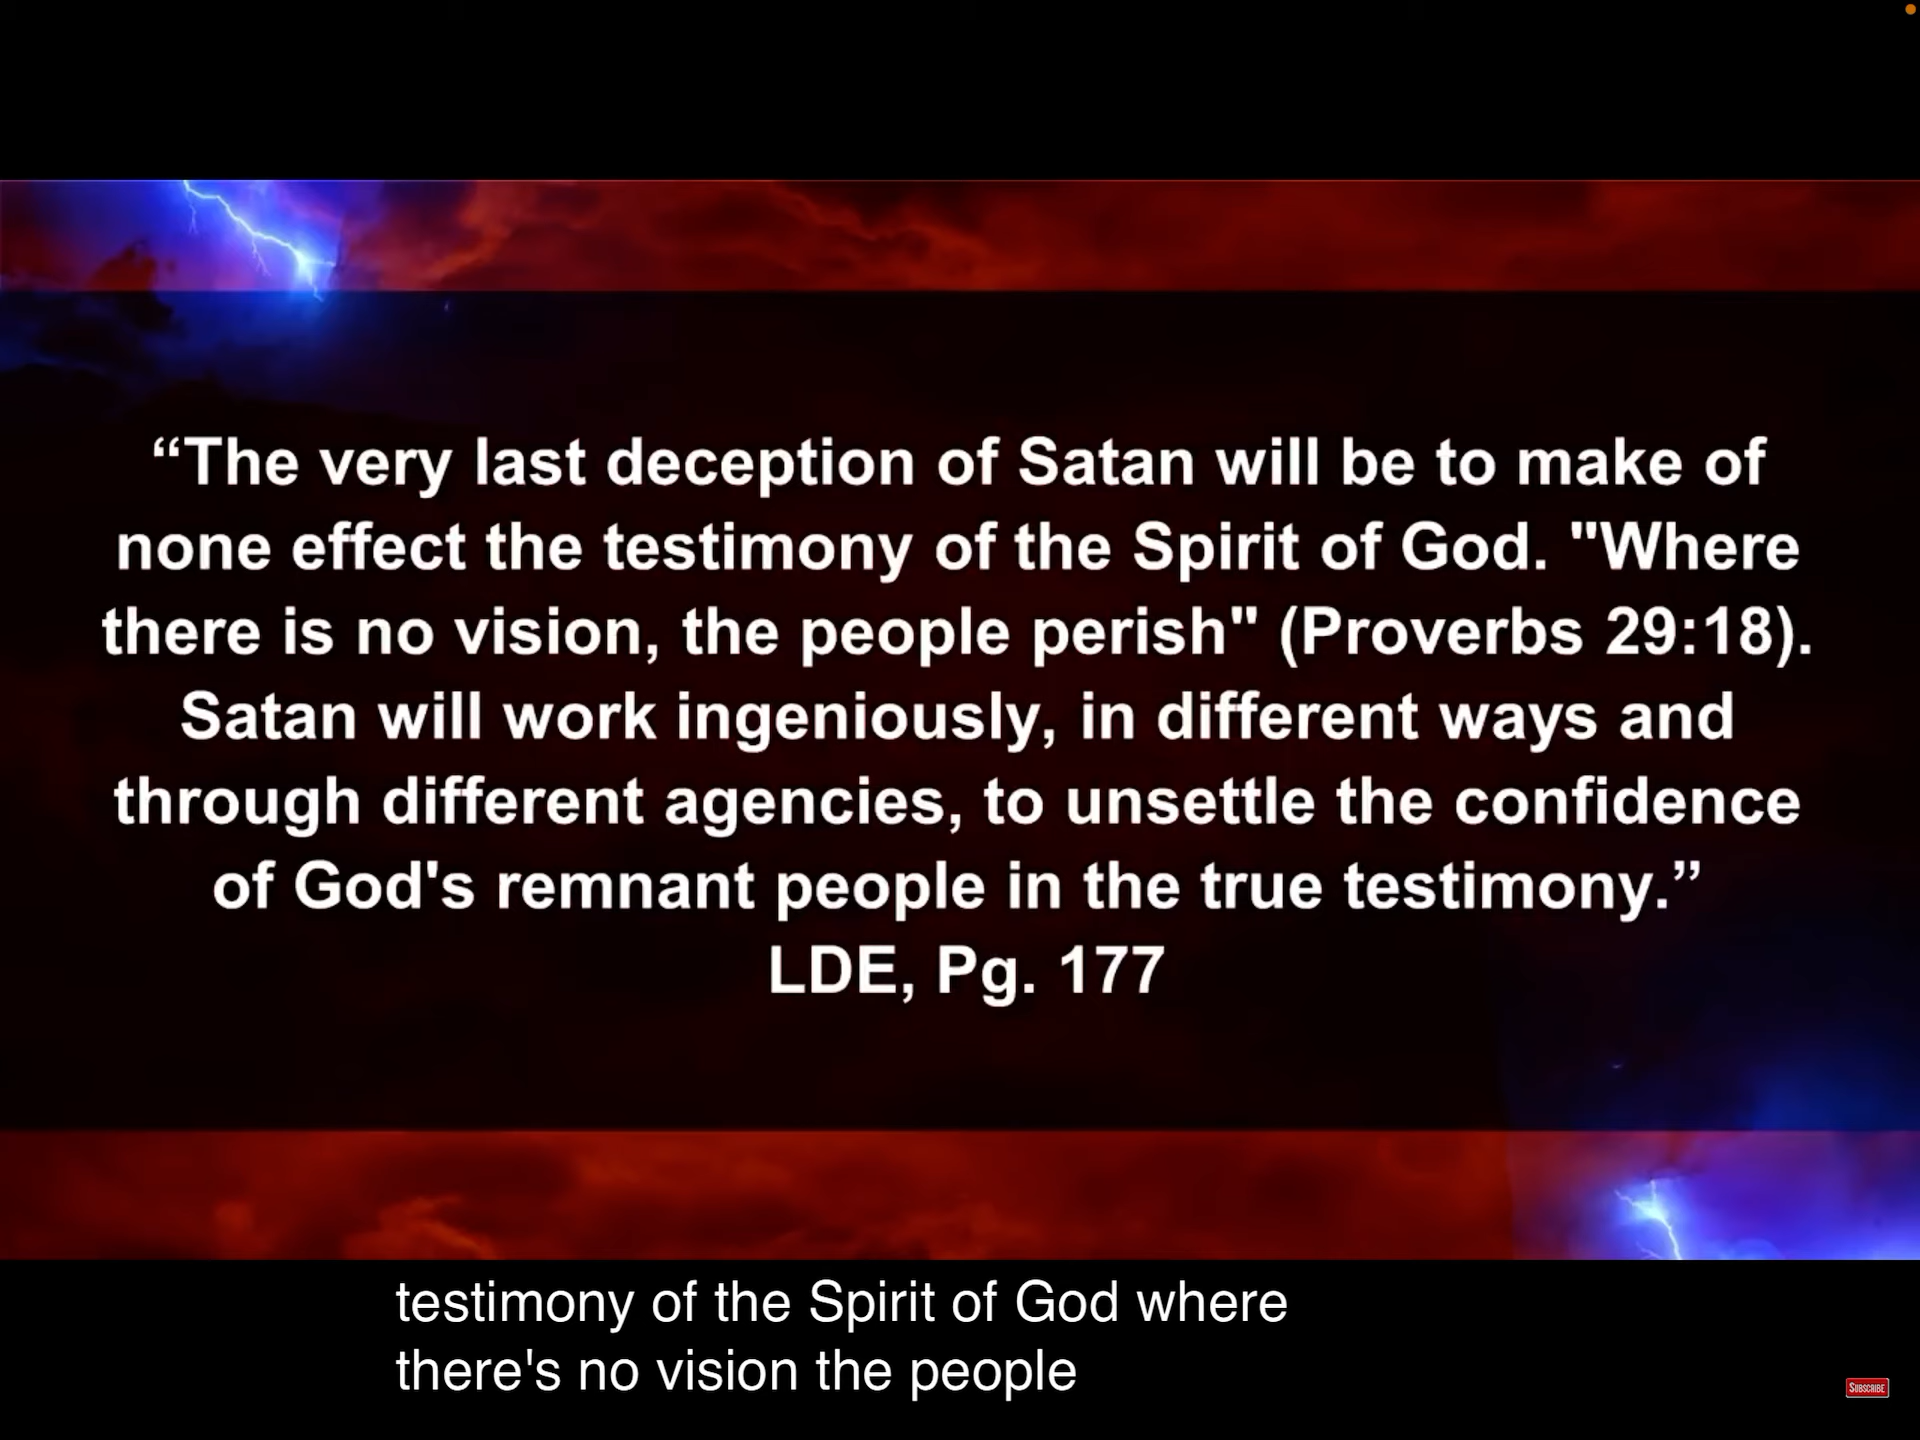 “The very last deception of Satan will be to make of
none effect the testimony of the Spirit of God. "Where
there is no vision, the people perish" (Proverbs 29:18).
Satan will work ingeniously, in different ways and
through different agencies, to unsettle the confidence
of God's remnant people in the true testimony.”
LDE, Pg. 177
testimony of the Spirit of God where
there's no vision the people
SUBSCRIBE